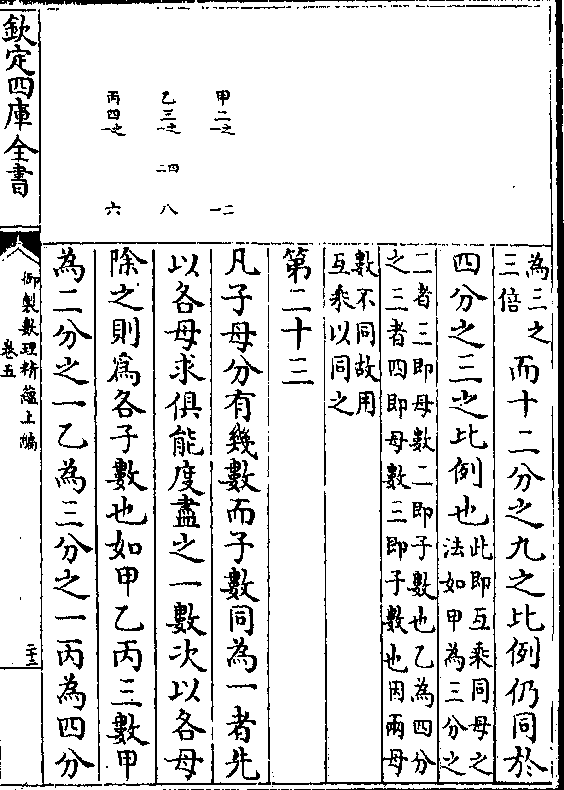 為三之
三倍
而十二分之九之比例仍同於
四分之三之比例也
此即互乘同母之
法如甲為三分之
二者三即母數二即子數也乙為四分
之三者四即母數三即子數也因兩母
數不同故用
互乘以同之
第二十三
甲二之一 一二
乙三之一 二四 八
丙四之一 六
凡子母分有幾數而子數同為一者先
以各母求俱能度盡之一數次以各母
除之則為各子數也如甲乙丙三數甲
為二分之一乙為三分之一丙為四分
欽定四庫全書
御製數理精蘊上編
卷五
二十三